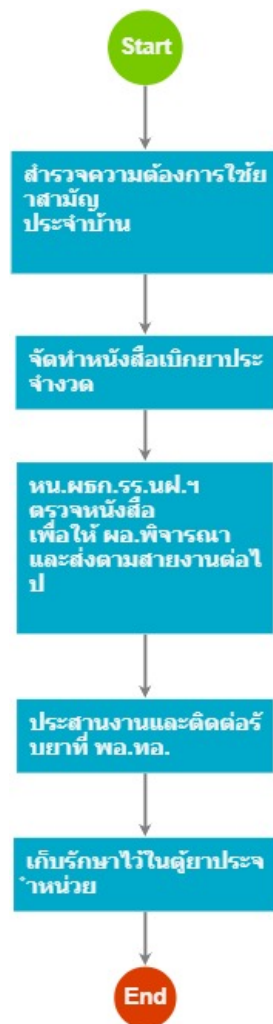 Start
สำรวจความต้องการใช้ย
าสามัญ
ประจำบ้าน
จัดทำหนังสือเบิกยาประ
จำงวด
หน.ผธก.รร.นฝ.ฯ
ตรวจหนังสือ
เพื่อให้ ผอ.พิจารณา
และส่งตามสายงานต่อไ
ป
ประสานงานและติดต่อรั
บยาที่ พอ.ทอ.
เก็บรักษาไว้ในตู้ยาประจ
ำหน่วย
End